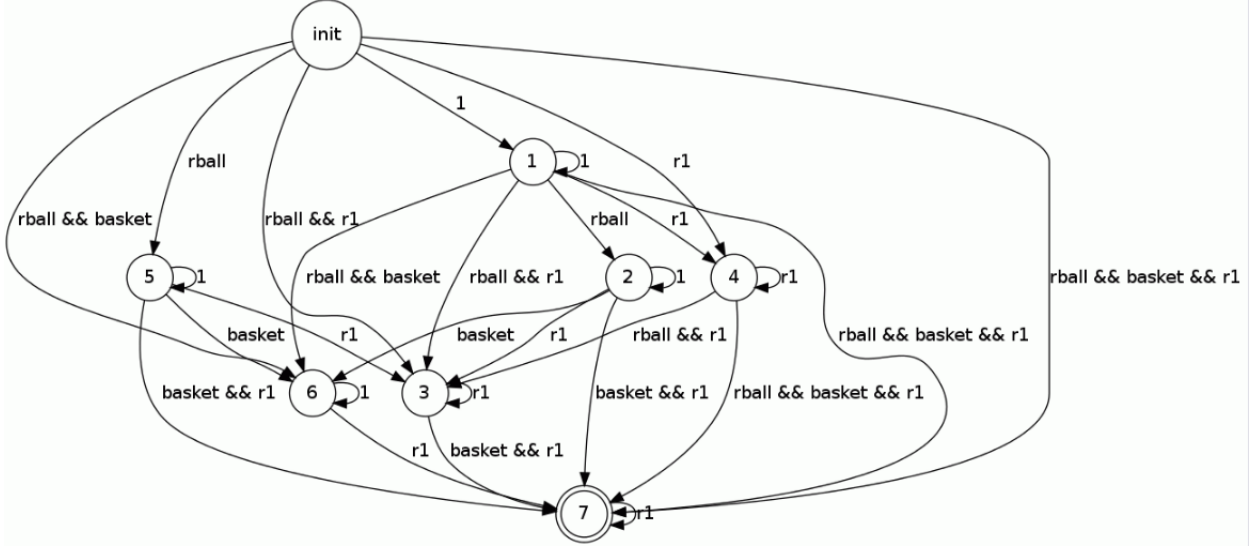 init
1
rball
r1
1
1
rball && basket
rball && r1
rball
r1
5
1
rball && basket
rball && r1
2
1
4
r1
rball && basket && r1
basket
r1
basket
r1
rball && r1
rball && basket && r1
basket && r1
6
1
3
r1
basket && r1
rball && basket && r1
r1
basket && r1
7
r1